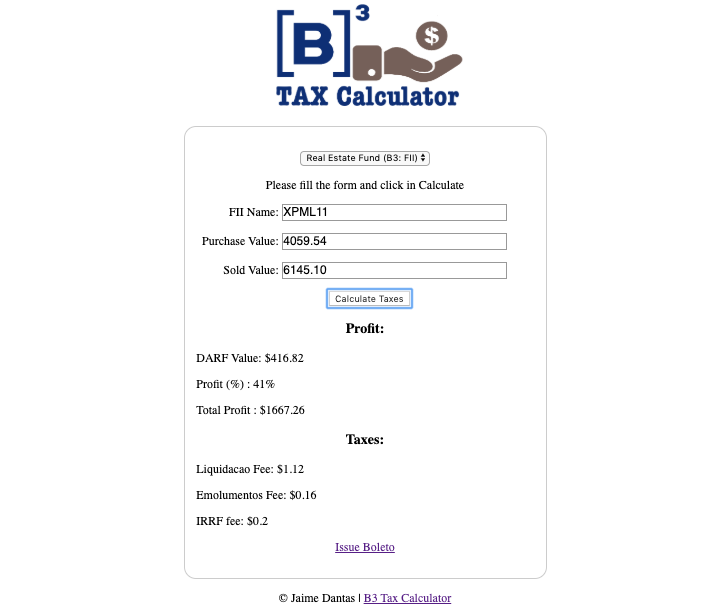 [B]³ $
TAX Calculator
Real Estate Fund (B3: FII)
Please fill the form and click in Calculate
FII Name: XPML11
Purchase Value: 4059.54
Sold Value: 6145.10
Calculate Taxes
Profit:
DARF Value: $416.82
Profit (%) : 41%
Total Profit : $1667.26
Taxes:
Liquidacao Fee: $1.12
Emolumentos Fee: $0.16
IRRF fee: $0.2
Issue Boleto
© Jaime Dantas | B3 Tax Calculator